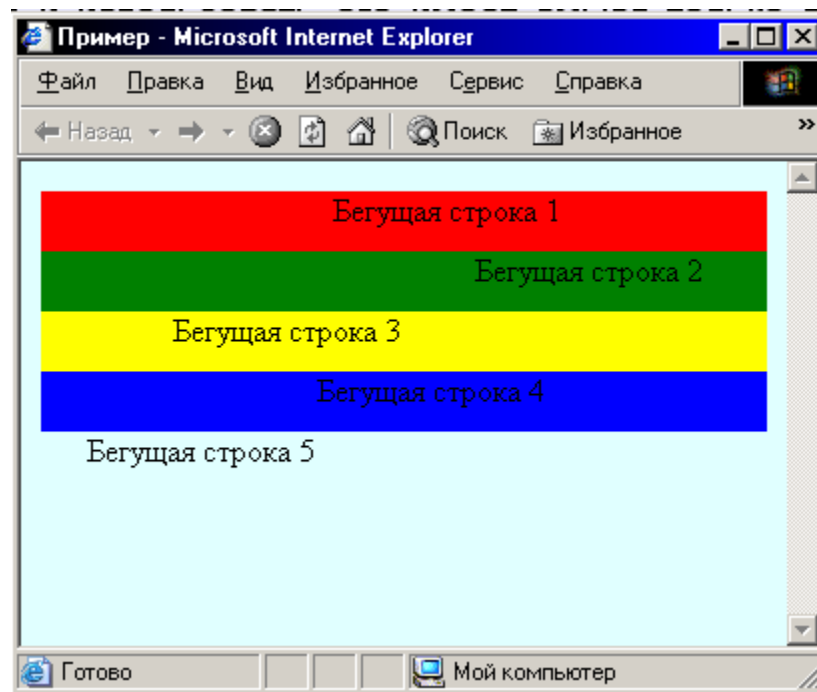 Пример - Microsoft Internet Explorer
Файл Правка Вид Избранное Сервис Справка
Назад Поиск Избранное »
Бегущая строка 1
Бегущая строка 2
Бегущая строка 3
Бегущая строка 4
Бегущая строка 5
Готово Мой компьютер